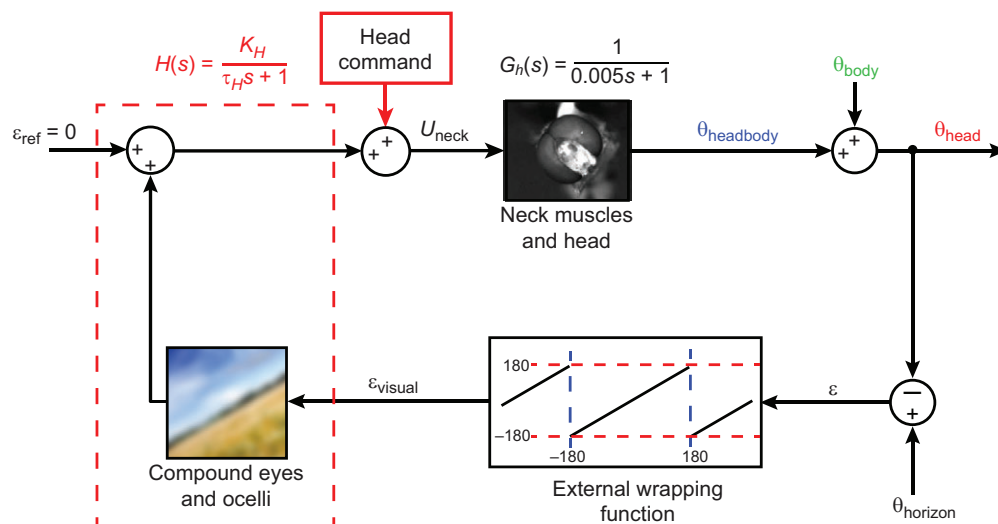 H(s) = K_H / (τ_H s + 1)
Head
command
G_h(s) = 1 / (0.005s + 1)
θ_body
ε_ref = 0
+
+
+
+
U_neck
θ_headbody
+
+
θ_head
Neck muscles
and head
180
−180
−180
180
ε_visual
ε
−
+
Compound eyes
and ocelli
External wrapping
function
θ_horizon